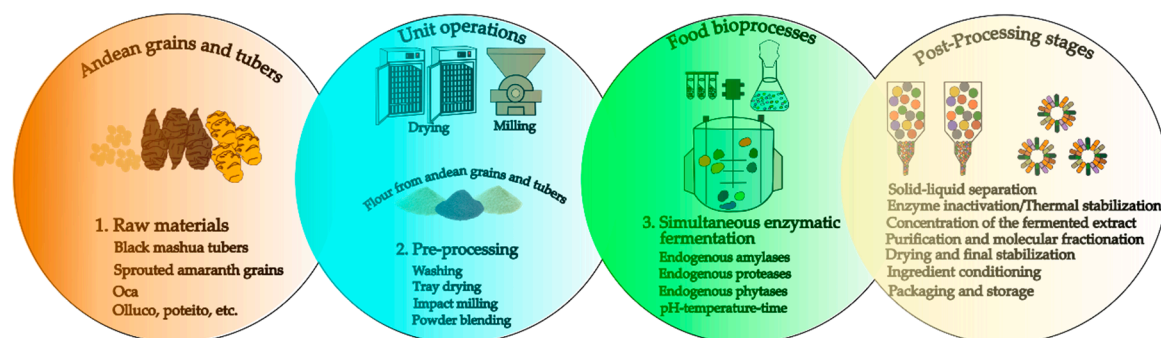 Andean grains and tubers
1. Raw materials
Black mashua tubers
Sprouted amaranth grains
Oca
Olluco, poteito, etc.
Unit operations
Drying
Milling
Flour from andean grains and tubers
2. Pre-processing
Washing
Tray drying
Impact milling
Powder blending
Food bioprocesses
3. Simultaneous enzymatic
fermentation
Endogenous amylases
Endogenous proteases
Endogenous phytases
pH-temperature-time
Post-Processing stages
Solid-liquid separation
Enzyme inactivation/Thermal stabilization
Concentration of the fermented extract
Purification and molecular fractionation
Drying and final stabilization
Ingredient conditioning
Packaging and storage